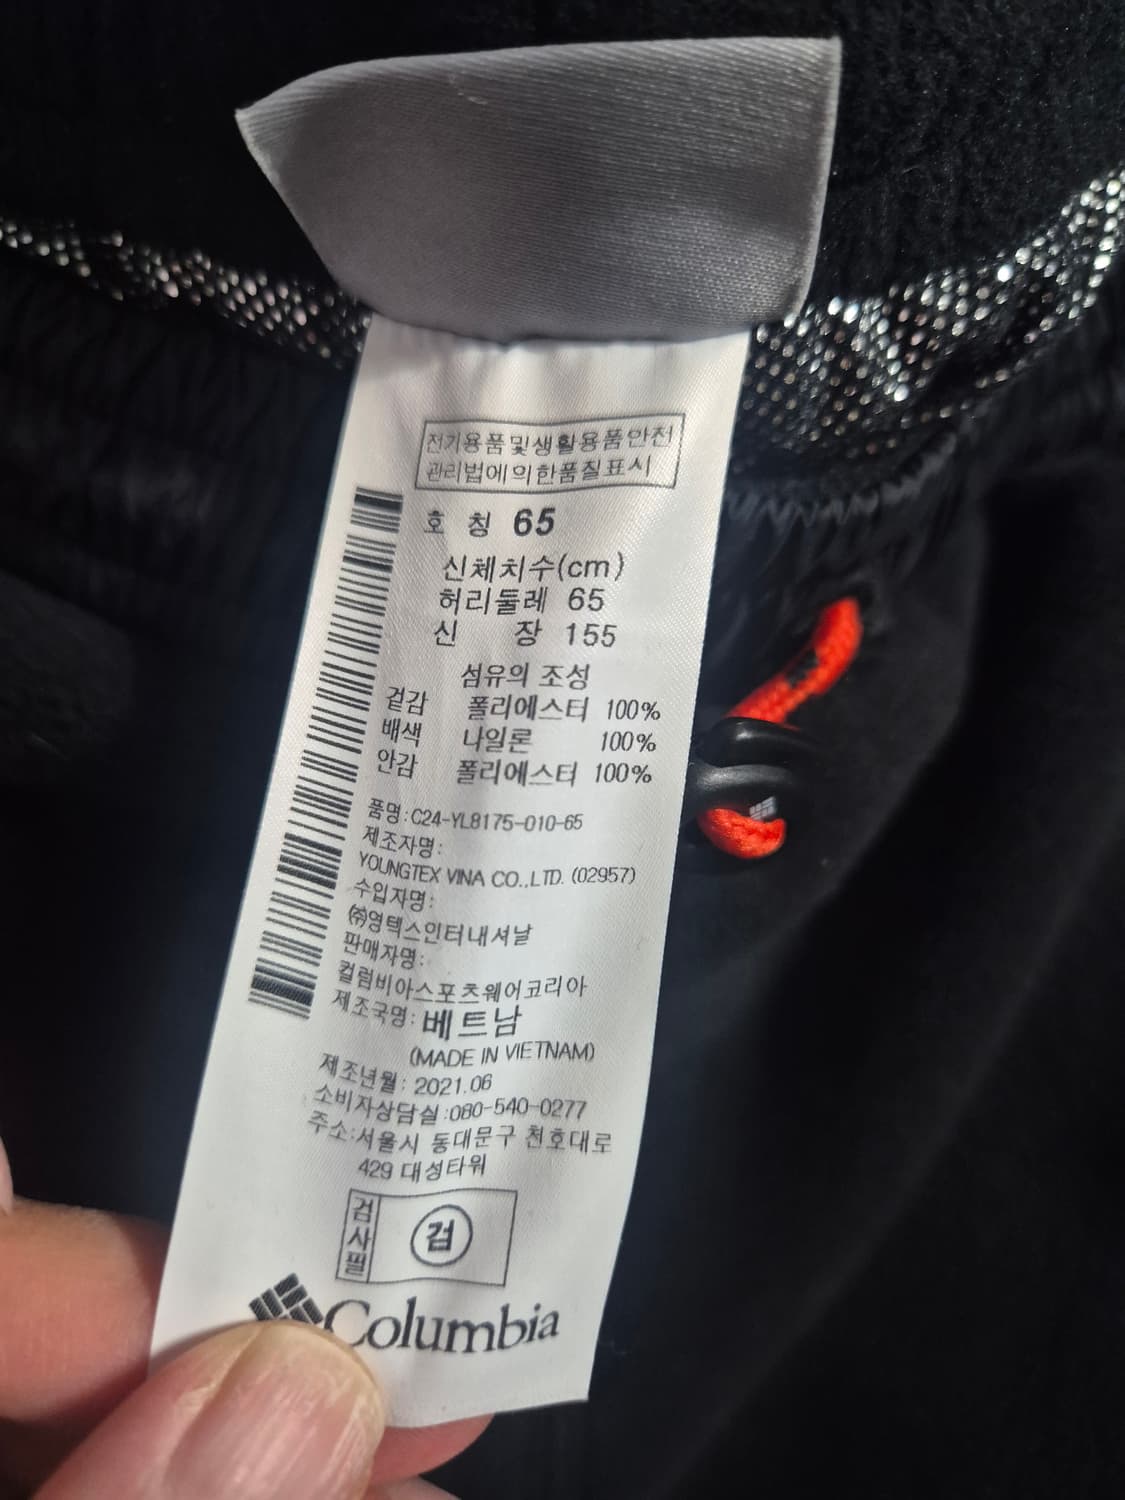 전기용품및생활용품안전
관리법에의한품질표시
호 칭 65
신체치수(cm)
허리둘레 65
신 장 155
섬유의 조성
겉감 폴리에스터 100%
배색 나일론 100%
안감 폴리에스터 100%
품명:C24-YL8175-010-65
제조자명:
YOUNGTEX VINA CO.,LTD. (02957)
수입자명:
㈜영텍스인터내셔날
판매자명:
컬럼비아스포츠웨어코리아
제조국명: 베트남
(MADE IN VIETNAM)
제조년월: 2021.06
소비자상담실:080-540-0277
주소:서울시 동대문구 천호대로
429 대성타워
검사필 검
Columbia